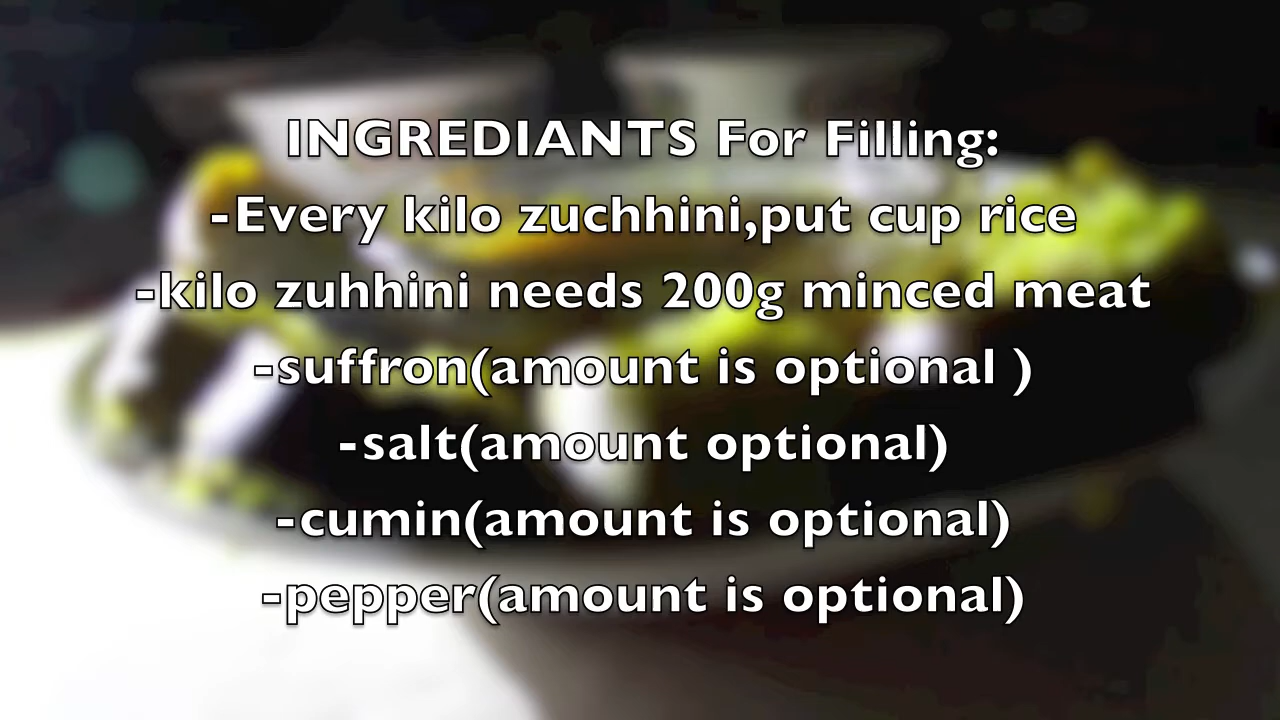 INGREDIANTS For Filling:
-Every kilo zuchhini,put cup rice
-kilo zuhhini needs 200g minced meat
-suffron(amount is optional )
-salt(amount optional)
-cumin(amount is optional)
-pepper(amount is optional)